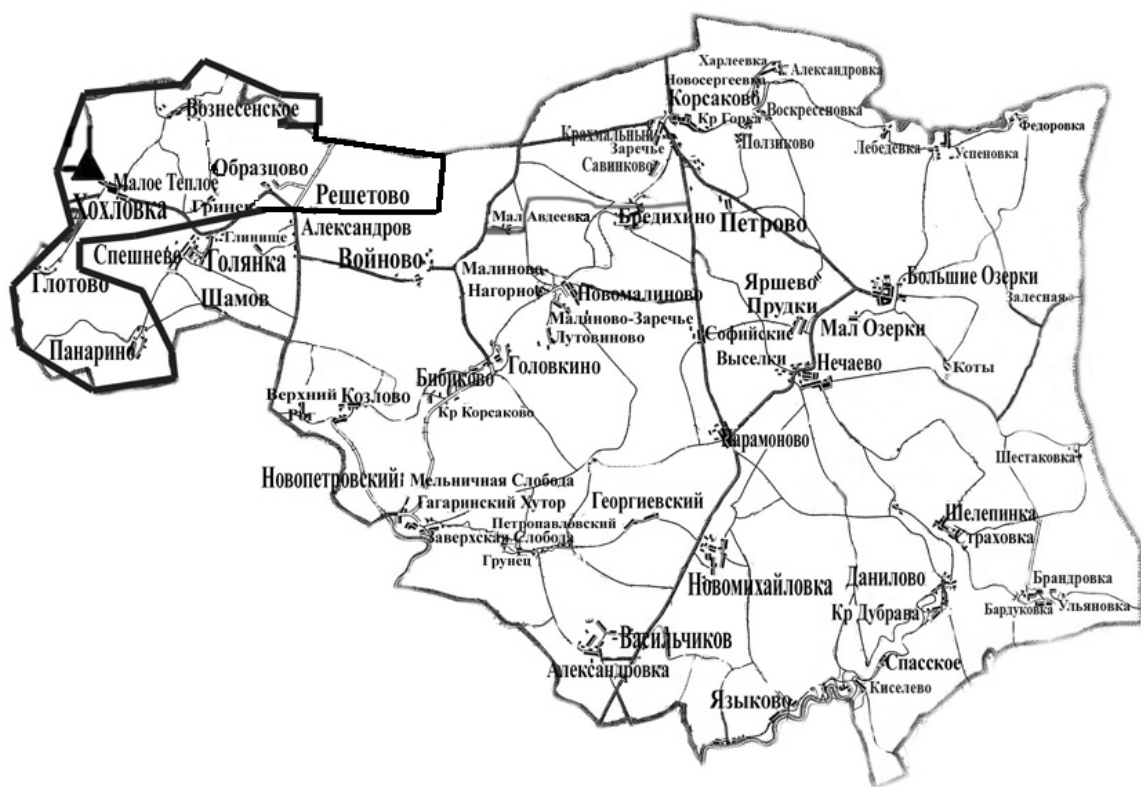 Харлеевка
Александровка
Новосергеевка
Корсаково
Вознесенское
Воскресеновка
Кр Горка
Федоровка
Крахмальный
Ползиково
Заречье
Лебедевка
Успеновка
Савинково
Образцово
Малое Теплое
Решетово
Хохловка
Гринев
Мал Авдеевка
Бредихино
Петрово
Александров
Глинище
Спешнево
Голянка
Войново
Малиново
Большие Озерки
Глотово
Яршево
Нагорное
Новомалиново
Залесная
Шамов
Прудки
Малиново-Заречье
Мал Озерки
Софийские
Лутовиново
Панарино
Выселки
Нечаево
Головкино
Коты
Бибиково
Верхний
Козлово
Кр Корсаково
Парамоново
Шестаковка
Новопетровский
Мельничная Слобода
Гагаринский Хутор
Георгиевский
Шелепинка
Петропавловский
Страховка
Заверхская Слобода
Грунец
Новомихайловка
Данилово
Брандровка
Бардуковка
Ульяновка
Кр Дубрава
Васильчиков
Александровка
Спасское
Киселево
Языково